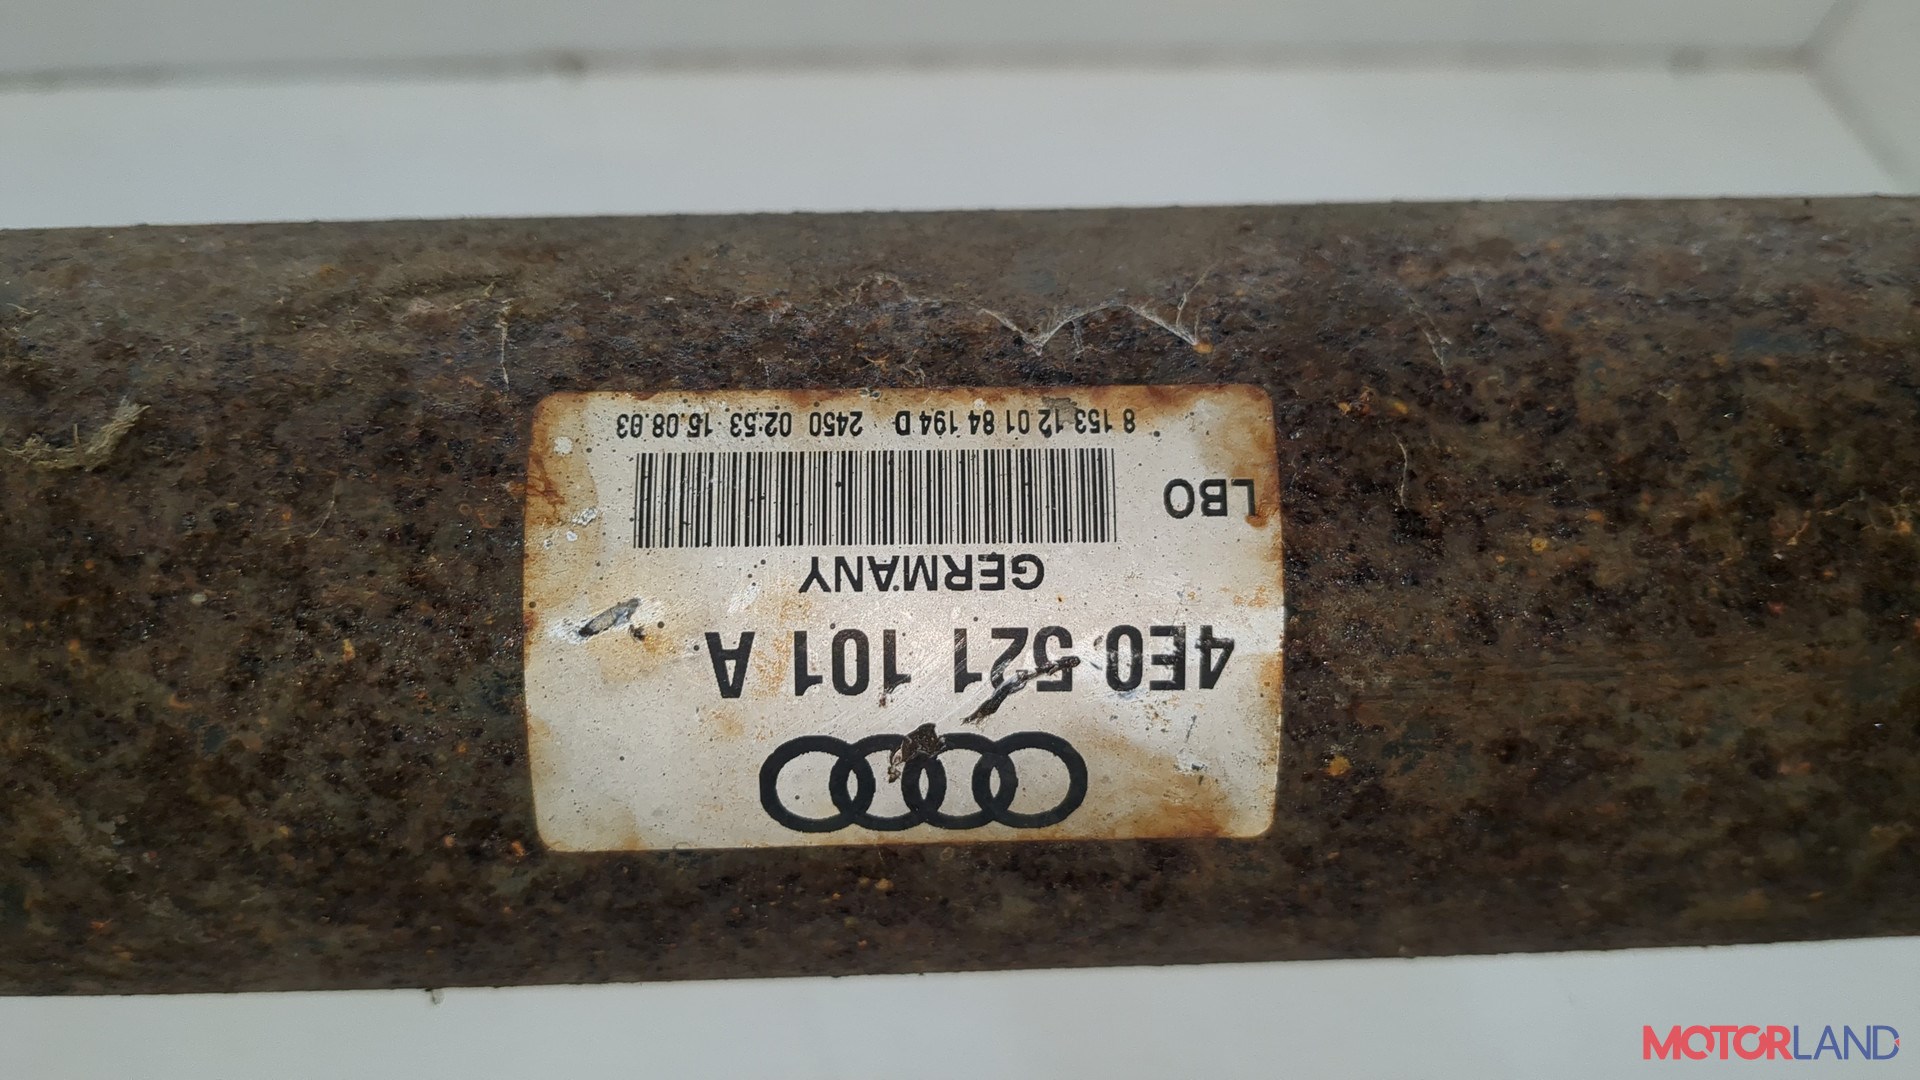 4E0 521 101 A
GERMANY
LBO
8 153 12 01 84 194 D 2450 02:53 15.08.03
MOTORLAND